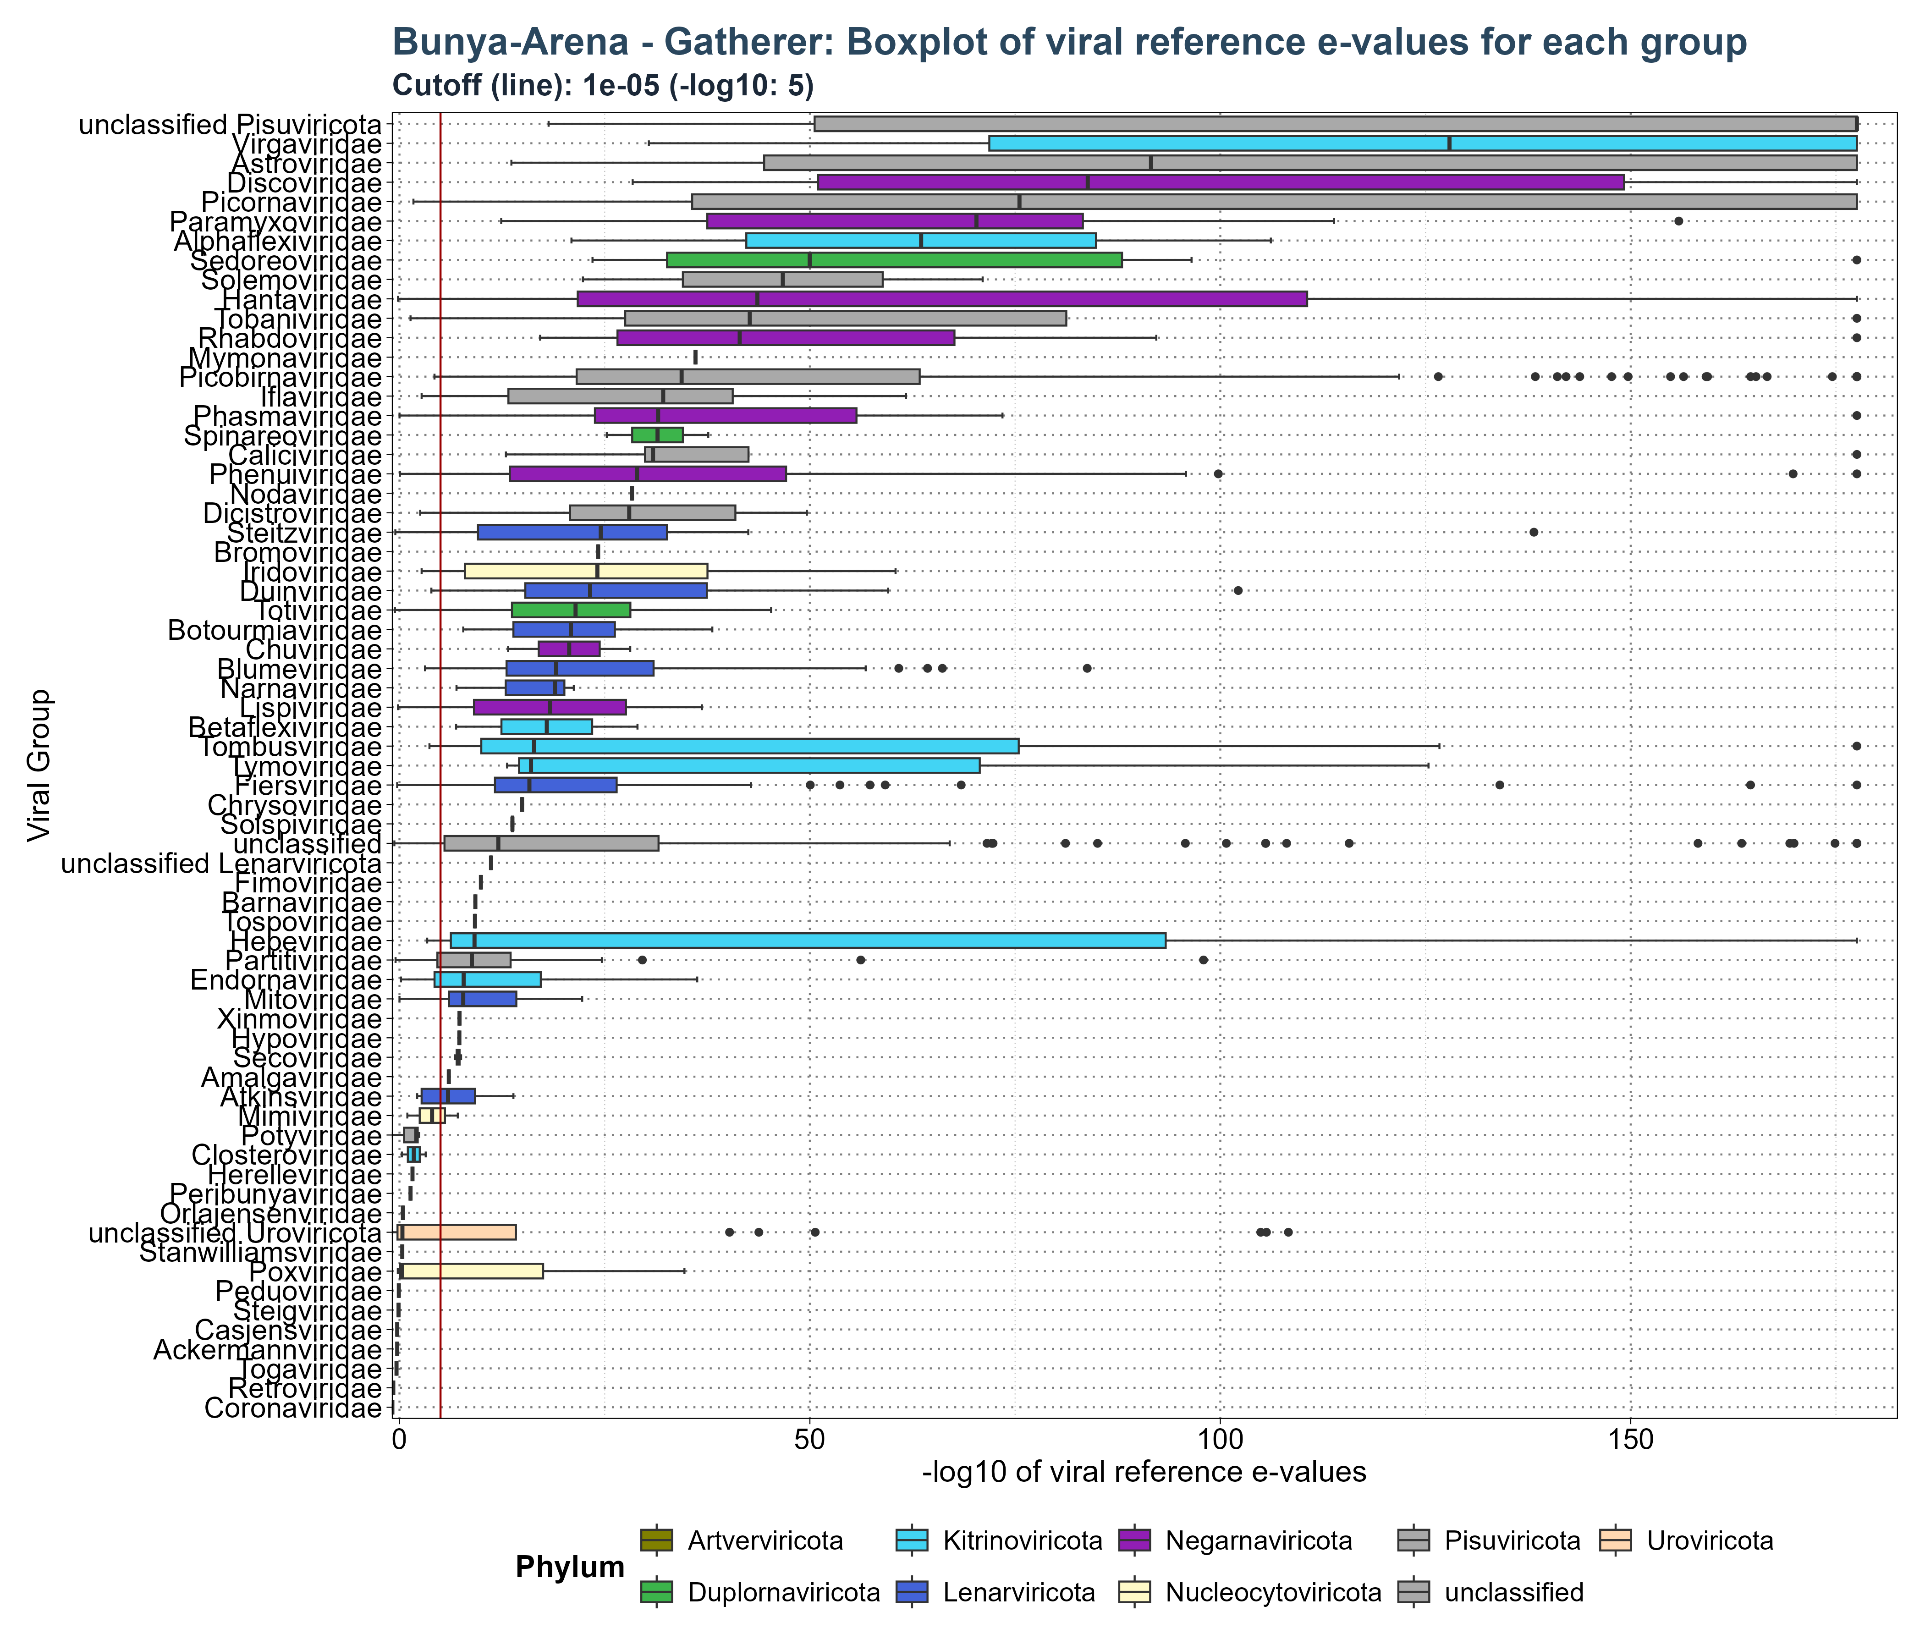 Bunya-Arena - Gatherer: Boxplot of viral reference e-values for each group
Cutoff (line): 1e-05 (-log10: 5)
Viral Group
unclassified Pisuviricota
Virgaviridae
Astroviridae
Discoviridae
Picornaviridae
Paramyxoviridae
Alphaflexiviridae
Sedoreoviridae
Solemoviridae
Hantaviridae
Tobaniviridae
Rhabdoviridae
Mymonaviridae
Picobirnaviridae
Iflaviridae
Phasmaviridae
Spinareoviridae
Caliciviridae
Phenuiviridae
Nodaviridae
Dicistroviridae
Steitzviridae
Bromoviridae
Iridoviridae
Duinviridae
Totiviridae
Botourmiaviridae
Chuviridae
Blumeviridae
Narnaviridae
Lispiviridae
Betaflexiviridae
Tombusviridae
Tymoviridae
Fiersviridae
Chrysoviridae
Solspiviridae
unclassified
unclassified Lenarviricota
Fimoviridae
Barnaviridae
Tospoviridae
Hepeviridae
Partitiviridae
Endornaviridae
Mitoviridae
Xinmoviridae
Hypoviridae
Secoviridae
Amalgaviridae
Atkinsviridae
Mimiviridae
Potyviridae
Closteroviridae
Herelleviridae
Peribunyaviridae
Orlajensenviridae
unclassified Uroviricota
Stanwilliamsviridae
Poxviridae
Peduoviridae
Steigviridae
Casjensviridae
Ackermannviridae
Togaviridae
Retroviridae
Coronaviridae
0 50 100 150
-log10 of viral reference e-values
Phylum
Artverviricota Kitrinoviricota Negarnaviricota Pisuviricota Uroviricota
Duplornaviricota Lenarviricota Nucleocytoviricota unclassified